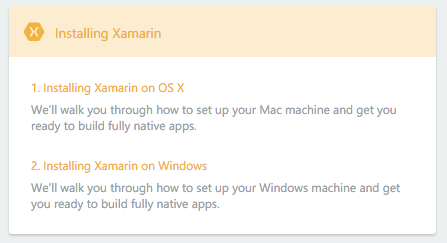 Installing Xamarin
1. Installing Xamarin on OS X
We'll walk you through how to set up your Mac machine and get you
ready to build fully native apps.
2. Installing Xamarin on Windows
We'll walk you through how to set up your Windows machine and get
you ready to build fully native apps.